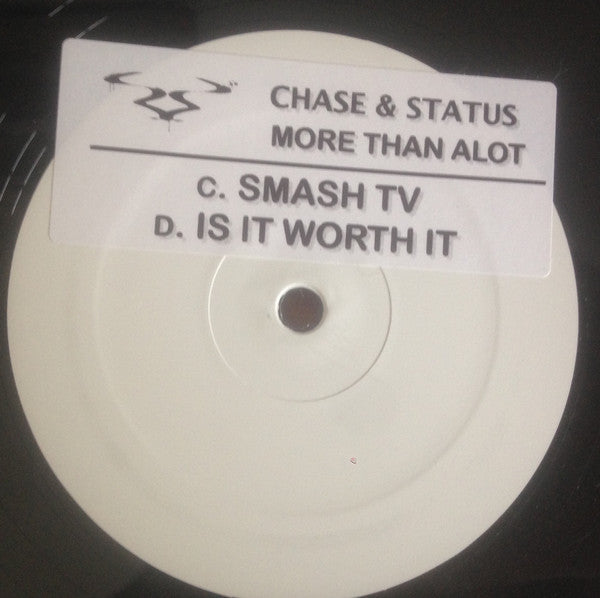 CHASE & STATUS
MORE THAN ALOT
C. SMASH TV
D. IS IT WORTH IT